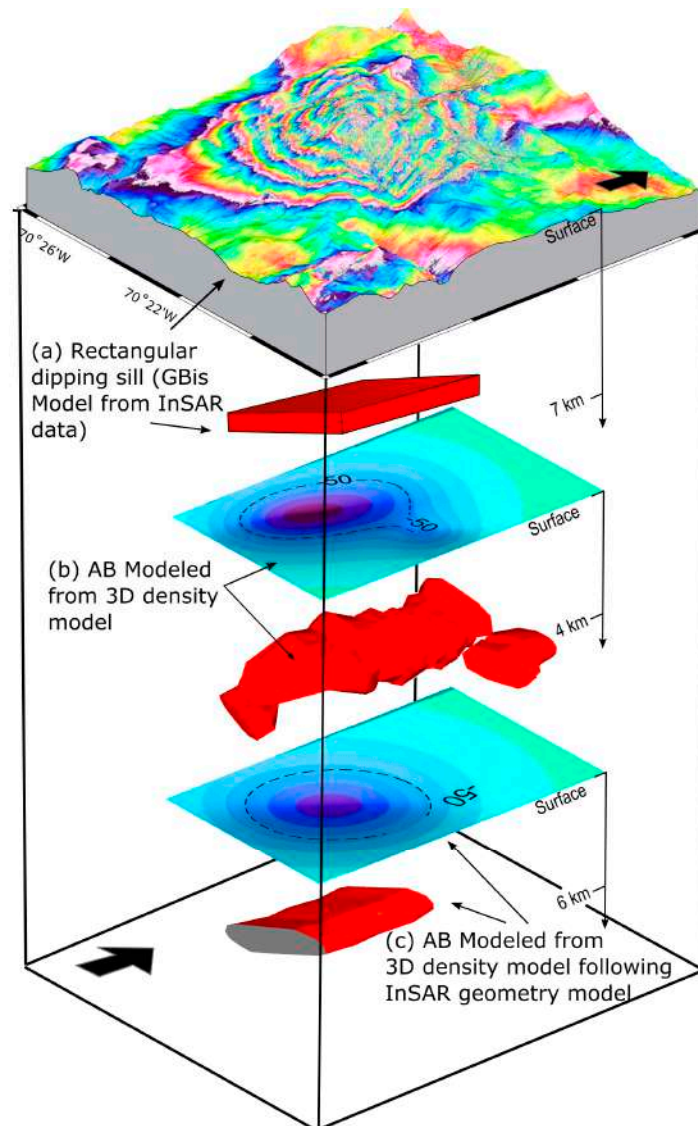 Surface
70°26'W
70°22'W
(a) Rectangular
dipping sill (GBis
Model from InSAR
data)
7 km
-50
-50
Surface
(b) AB Modeled
from 3D density
model
4 km
-50
Surface
6 km
(c) AB Modeled from
3D density model following
InSAR geometry model